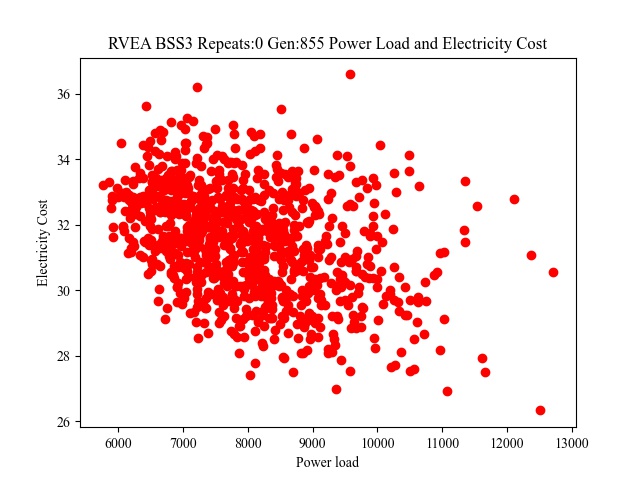 RVEA BSS3 Repeats:0 Gen:855 Power Load and Electricity Cost
Electricity Cost
36
34
32
30
28
26
6000 7000 8000 9000 10000 11000 12000 13000
Power load